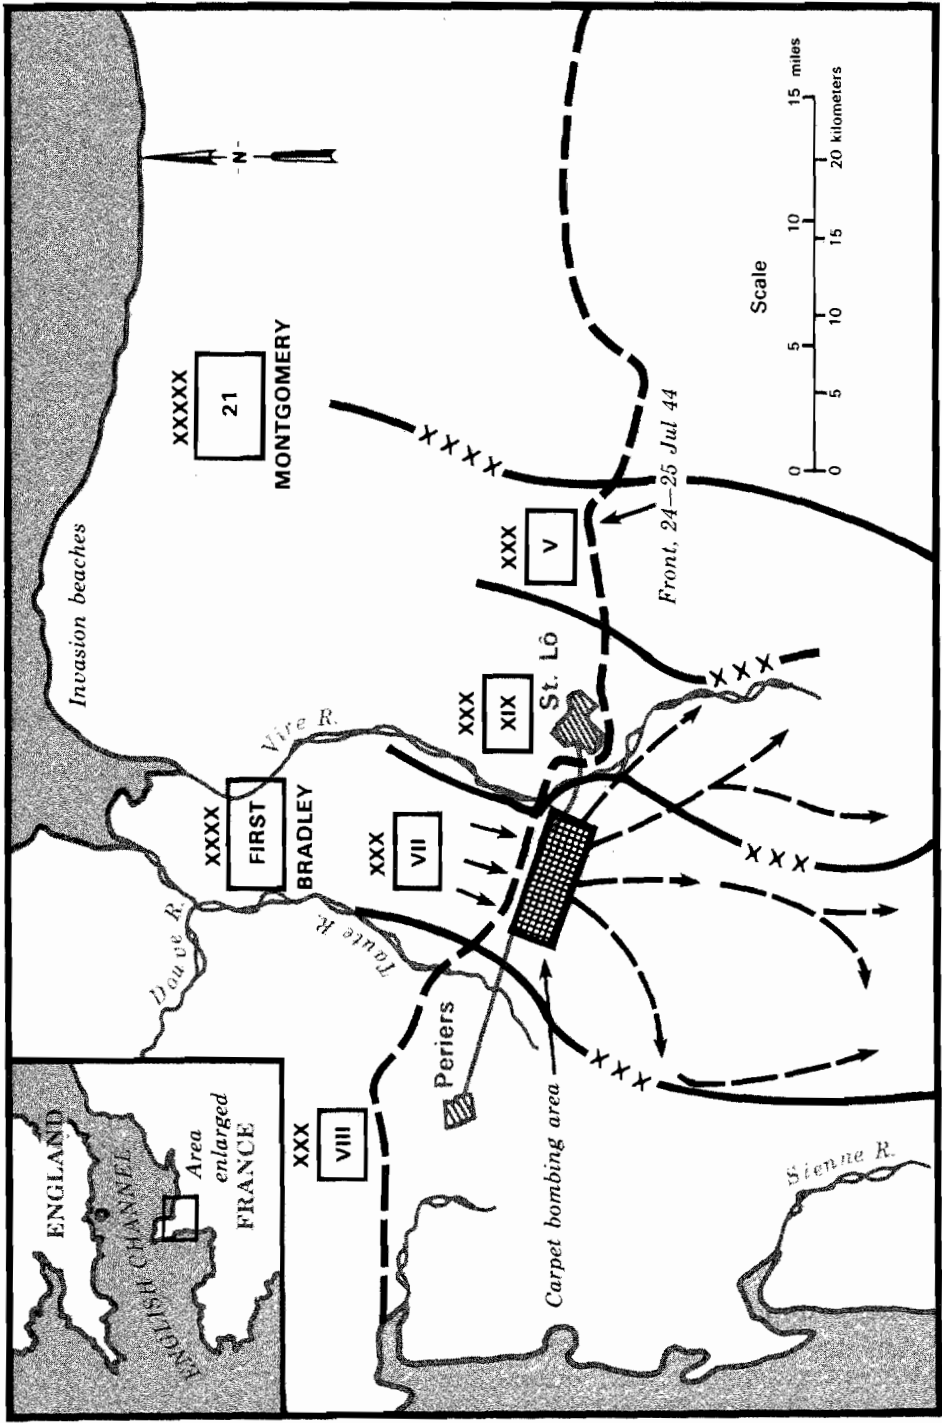 ENGLAND
ENGLISH CHANNEL
Area
enlarged
FRANCE
Douve R.
Taute R.
Vire R.
Invasion beaches
N
XXXXX
21
MONTGOMERY
XXXX
FIRST
BRADLEY
XXX
VIII
XXX
VII
XXX
XIX
XXX
V
XXXX
Periers
St. Lô
Carpet bombing area
Front, 24–25 Jul 44
XXX
XXX
XXX
Sienne R.
Scale
0 5 10 15 miles
0 5 10 15 20 kilometers